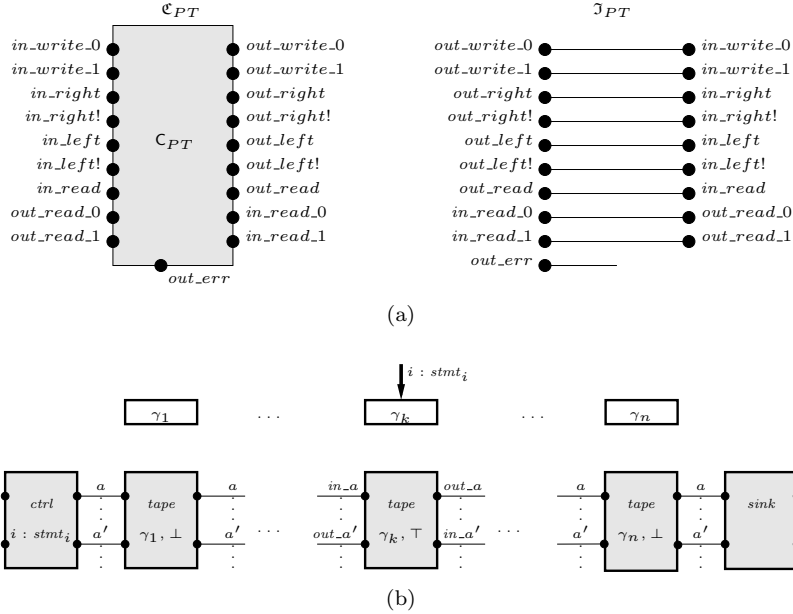 ℭ_PT ℑ_PT
in_write_0 out_write_0 out_write_0 in_write_0
in_write_1 out_write_1 out_write_1 in_write_1
in_right out_right out_right in_right
in_right! out_right! out_right! in_right!
in_left C_PT out_left out_left in_left
in_left! out_left! out_left! in_left!
in_read out_read out_read in_read
out_read_0 in_read_0 in_read_0 out_read_0
out_read_1 in_read_1 in_read_1 out_read_1
out_err out_err
(a)
i : stmt_i
γ_1 ... γ_k ... γ_n
a a in_a out_a a a
ctrl tape tape tape sink
i : stmt_i a′ γ_1, ⊥ a′ ... out_a′ γ_k, ⊤ in_a′ ... a′ γ_n, ⊥ a′
(b)